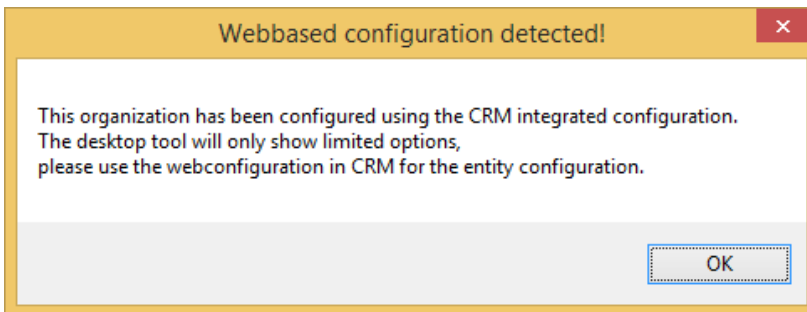 Webbased configuration detected!
This organization has been configured using the CRM integrated configuration.
The desktop tool will only show limited options,
please use the webconfiguration in CRM for the entity configuration.
OK